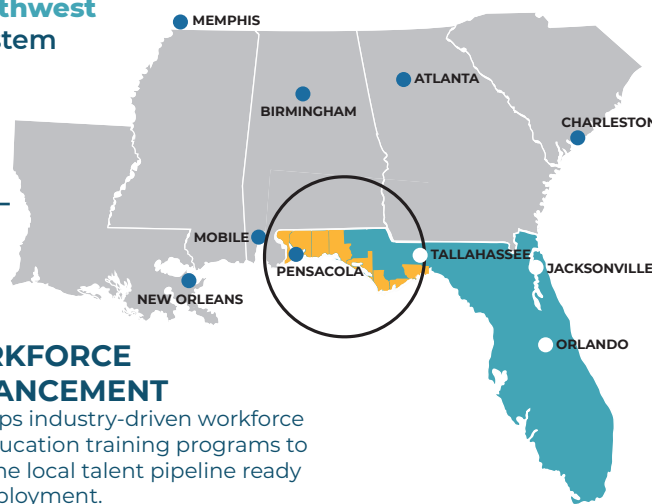 thwest
stem
MEMPHIS
ATLANTA
BIRMINGHAM
CHARLESTON
MOBILE
TALLAHASSEE
PENSACOLA
JACKSONVILLE
NEW ORLEANS
ORLANDO
RKFORCE
ANCEMENT
ps industry-driven workforce
ucation training programs to
ne local talent pipeline ready
ployment.